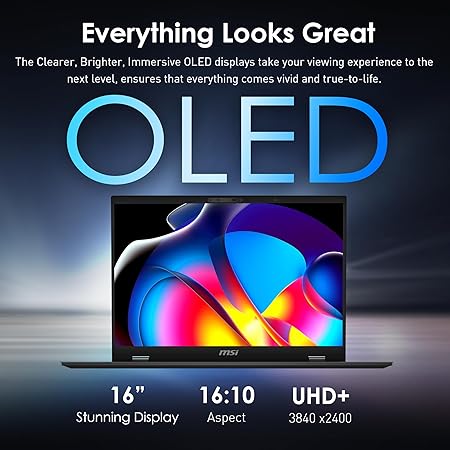 Everything Looks Great
The Clearer, Brighter, Immersive OLED displays take your viewing experience to the
next level, ensures that everything comes vivid and true-to-life.
OLED
msi
16” 16:10 UHD+
Stunning Display Aspect 3840 x2400